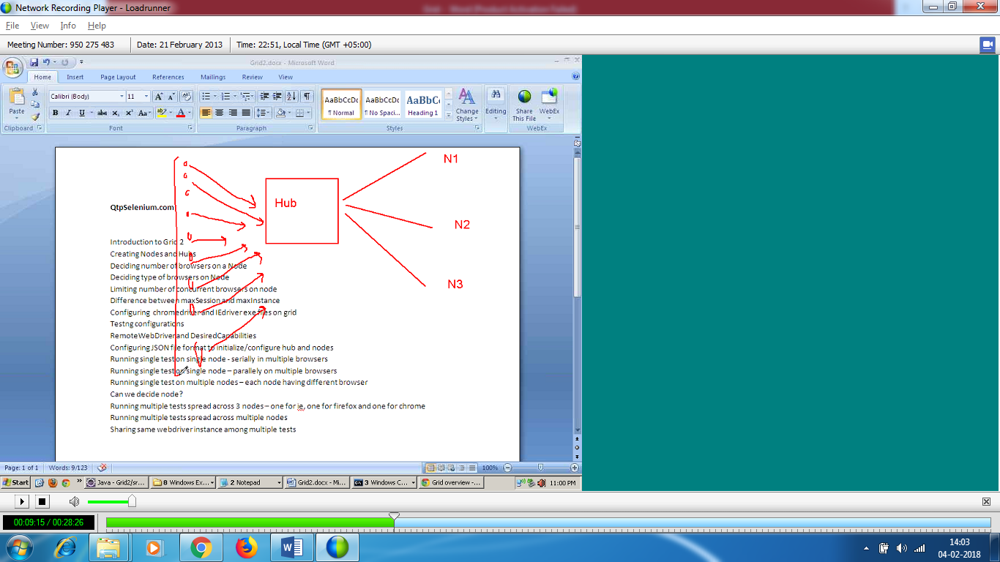 Network Recording Player - Loadrunner
Grid - Word (Product Activation Failed)
File View Info Help
Meeting Number: 950 275 483 Date: 21 February 2013 Time: 22:51, Local Time (GMT +05:00)
Grid2.docx - Microsoft Word
Home Insert Page Layout References Mailings Review View
Paste
Calibri (Body) 11
AaBbCcDc AaBbCcDc AaBbCc
¶ Normal ¶ No Spaci... Heading 1
Change Styles Editing Share This File WebEx
Clipboard Font Paragraph Styles WebEx
N1
Hub
QtpSelenium.com
N2
N3
Introduction to Grid 2
Creating Nodes and Hubs
Deciding number of browsers on a Node
Deciding type of browsers on Node
Limiting number of concurrent browsers on node
Difference between maxSession and maxInstance
Configuring chromedriver and IEdriver exe files on grid
Testng configurations
RemoteWebDriver and DesiredCapabilities
Configuring JSON file format to initialize/configure hub and nodes
Running single test on single node - serially in multiple browsers
Running single test on single node – parallely on multiple browsers
Running single test on multiple nodes – each node having different browser
Can we decide node?
Running multiple tests spread across 3 nodes – one for ie, one for firefox and one for chrome
Running multiple tests spread across multiple nodes
Sharing same webdriver instance among multiple tests
Page: 1 of 1 Words: 9/123 100%
Start Java - Grid2/sr... 8 Windows Ex... 2 Notepad Grid2.docx - Mi... 3 Windows C... Grid overview -... 11:00 PM
00:09:15 / 00:28:26
14:03
04-02-2018